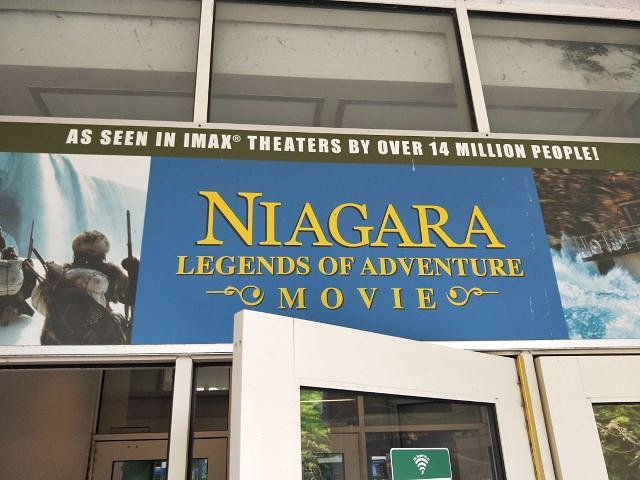 AS SEEN IN IMAX® THEATERS BY OVER 14 MILLION PEOPLE!
NIAGARA
LEGENDS OF ADVENTURE
MOVIE